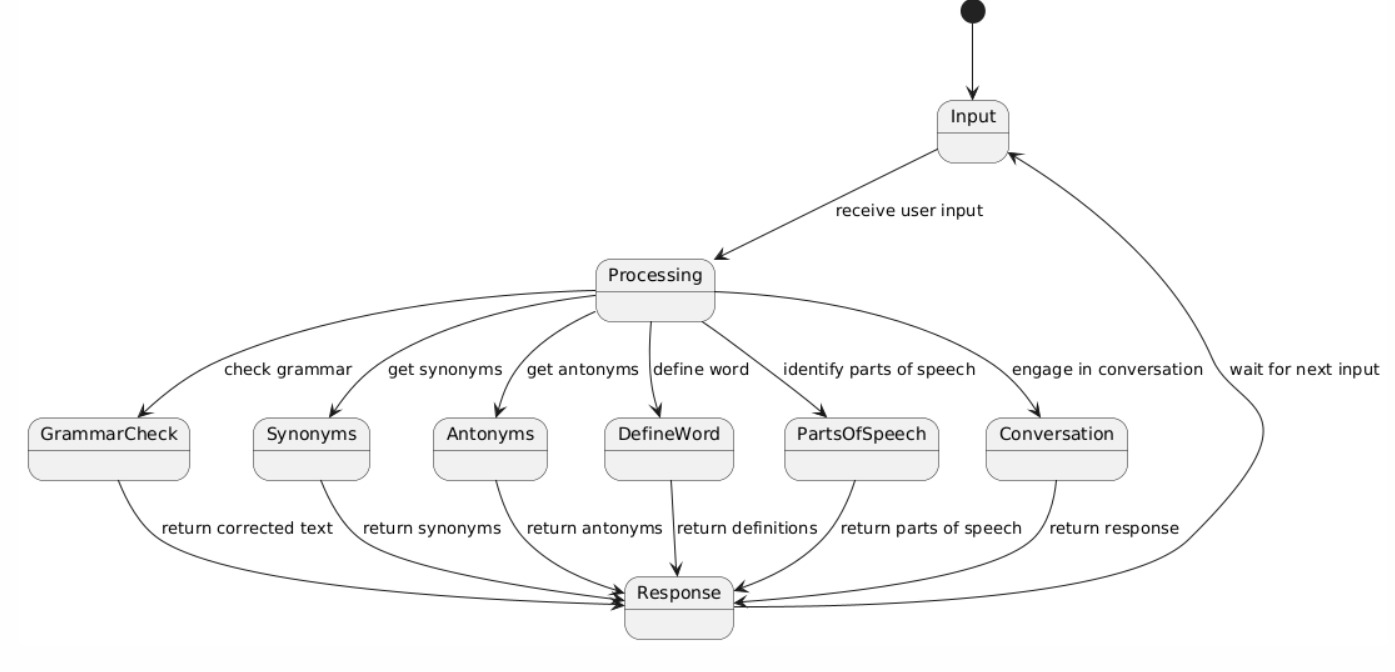 Input
receive user input
Processing
check grammar
get synonyms
get antonyms
define word
identify parts of speech
engage in conversation
wait for next input
GrammarCheck
Synonyms
Antonyms
DefineWord
PartsOfSpeech
Conversation
return corrected text
return synonyms
return antonyms
return definitions
return parts of speech
return response
Response